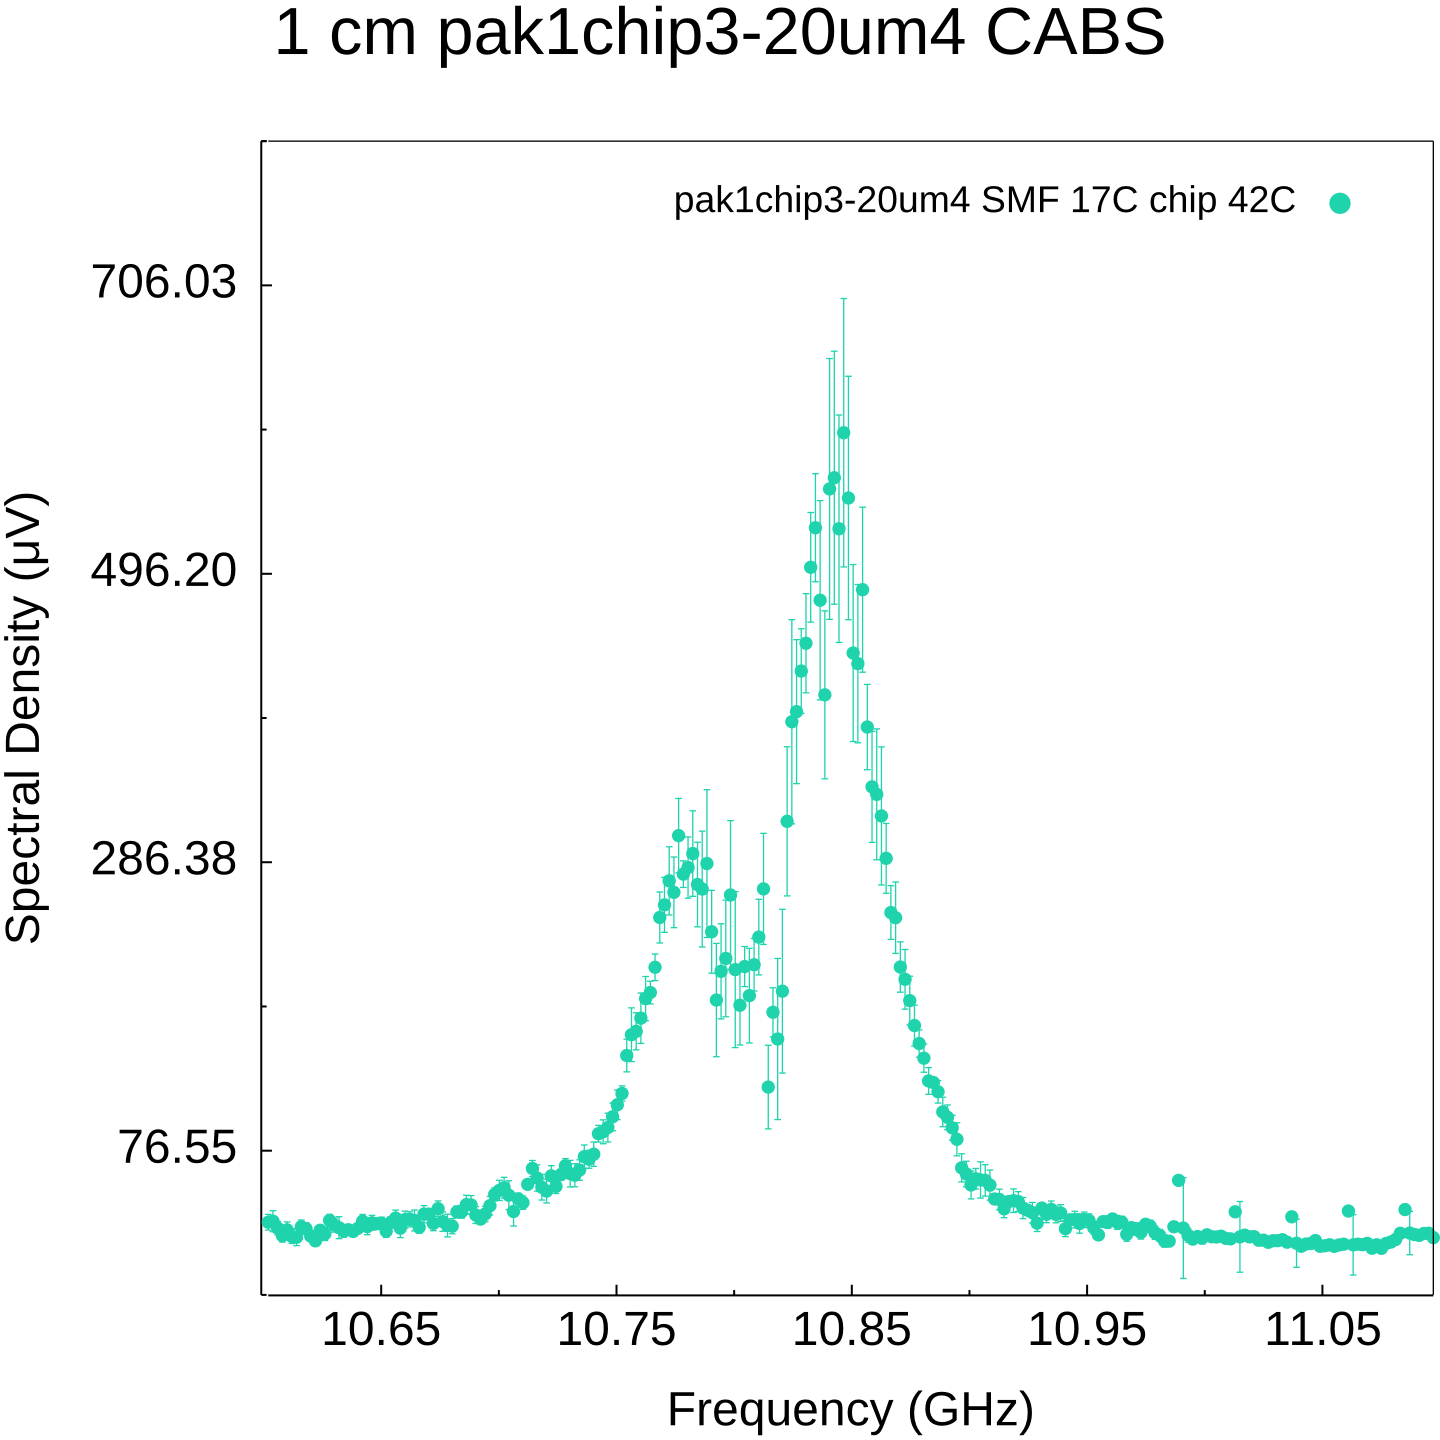 1 cm pak1chip3-20um4 CABS
pak1chip3-20um4 SMF 17C chip 42C
706.03
496.20
286.38
76.55
Spectral Density (μV)
10.65 10.75 10.85 10.95 11.05
Frequency (GHz)